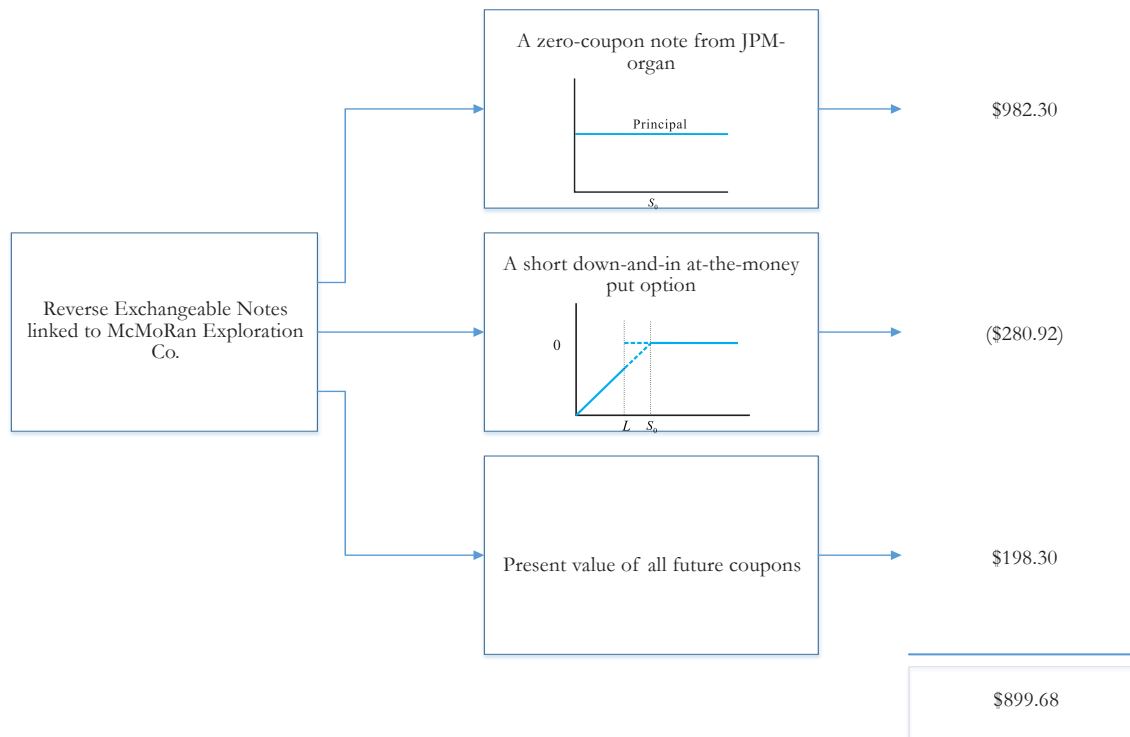 A zero-coupon note from JPM-
organ
Principal
S₀
$982.30
Reverse Exchangeable Notes
linked to McMoRan Exploration
Co.
A short down-and-in at-the-money
put option
0
L S₀
($280.92)
Present value of all future coupons
$198.30
$899.68